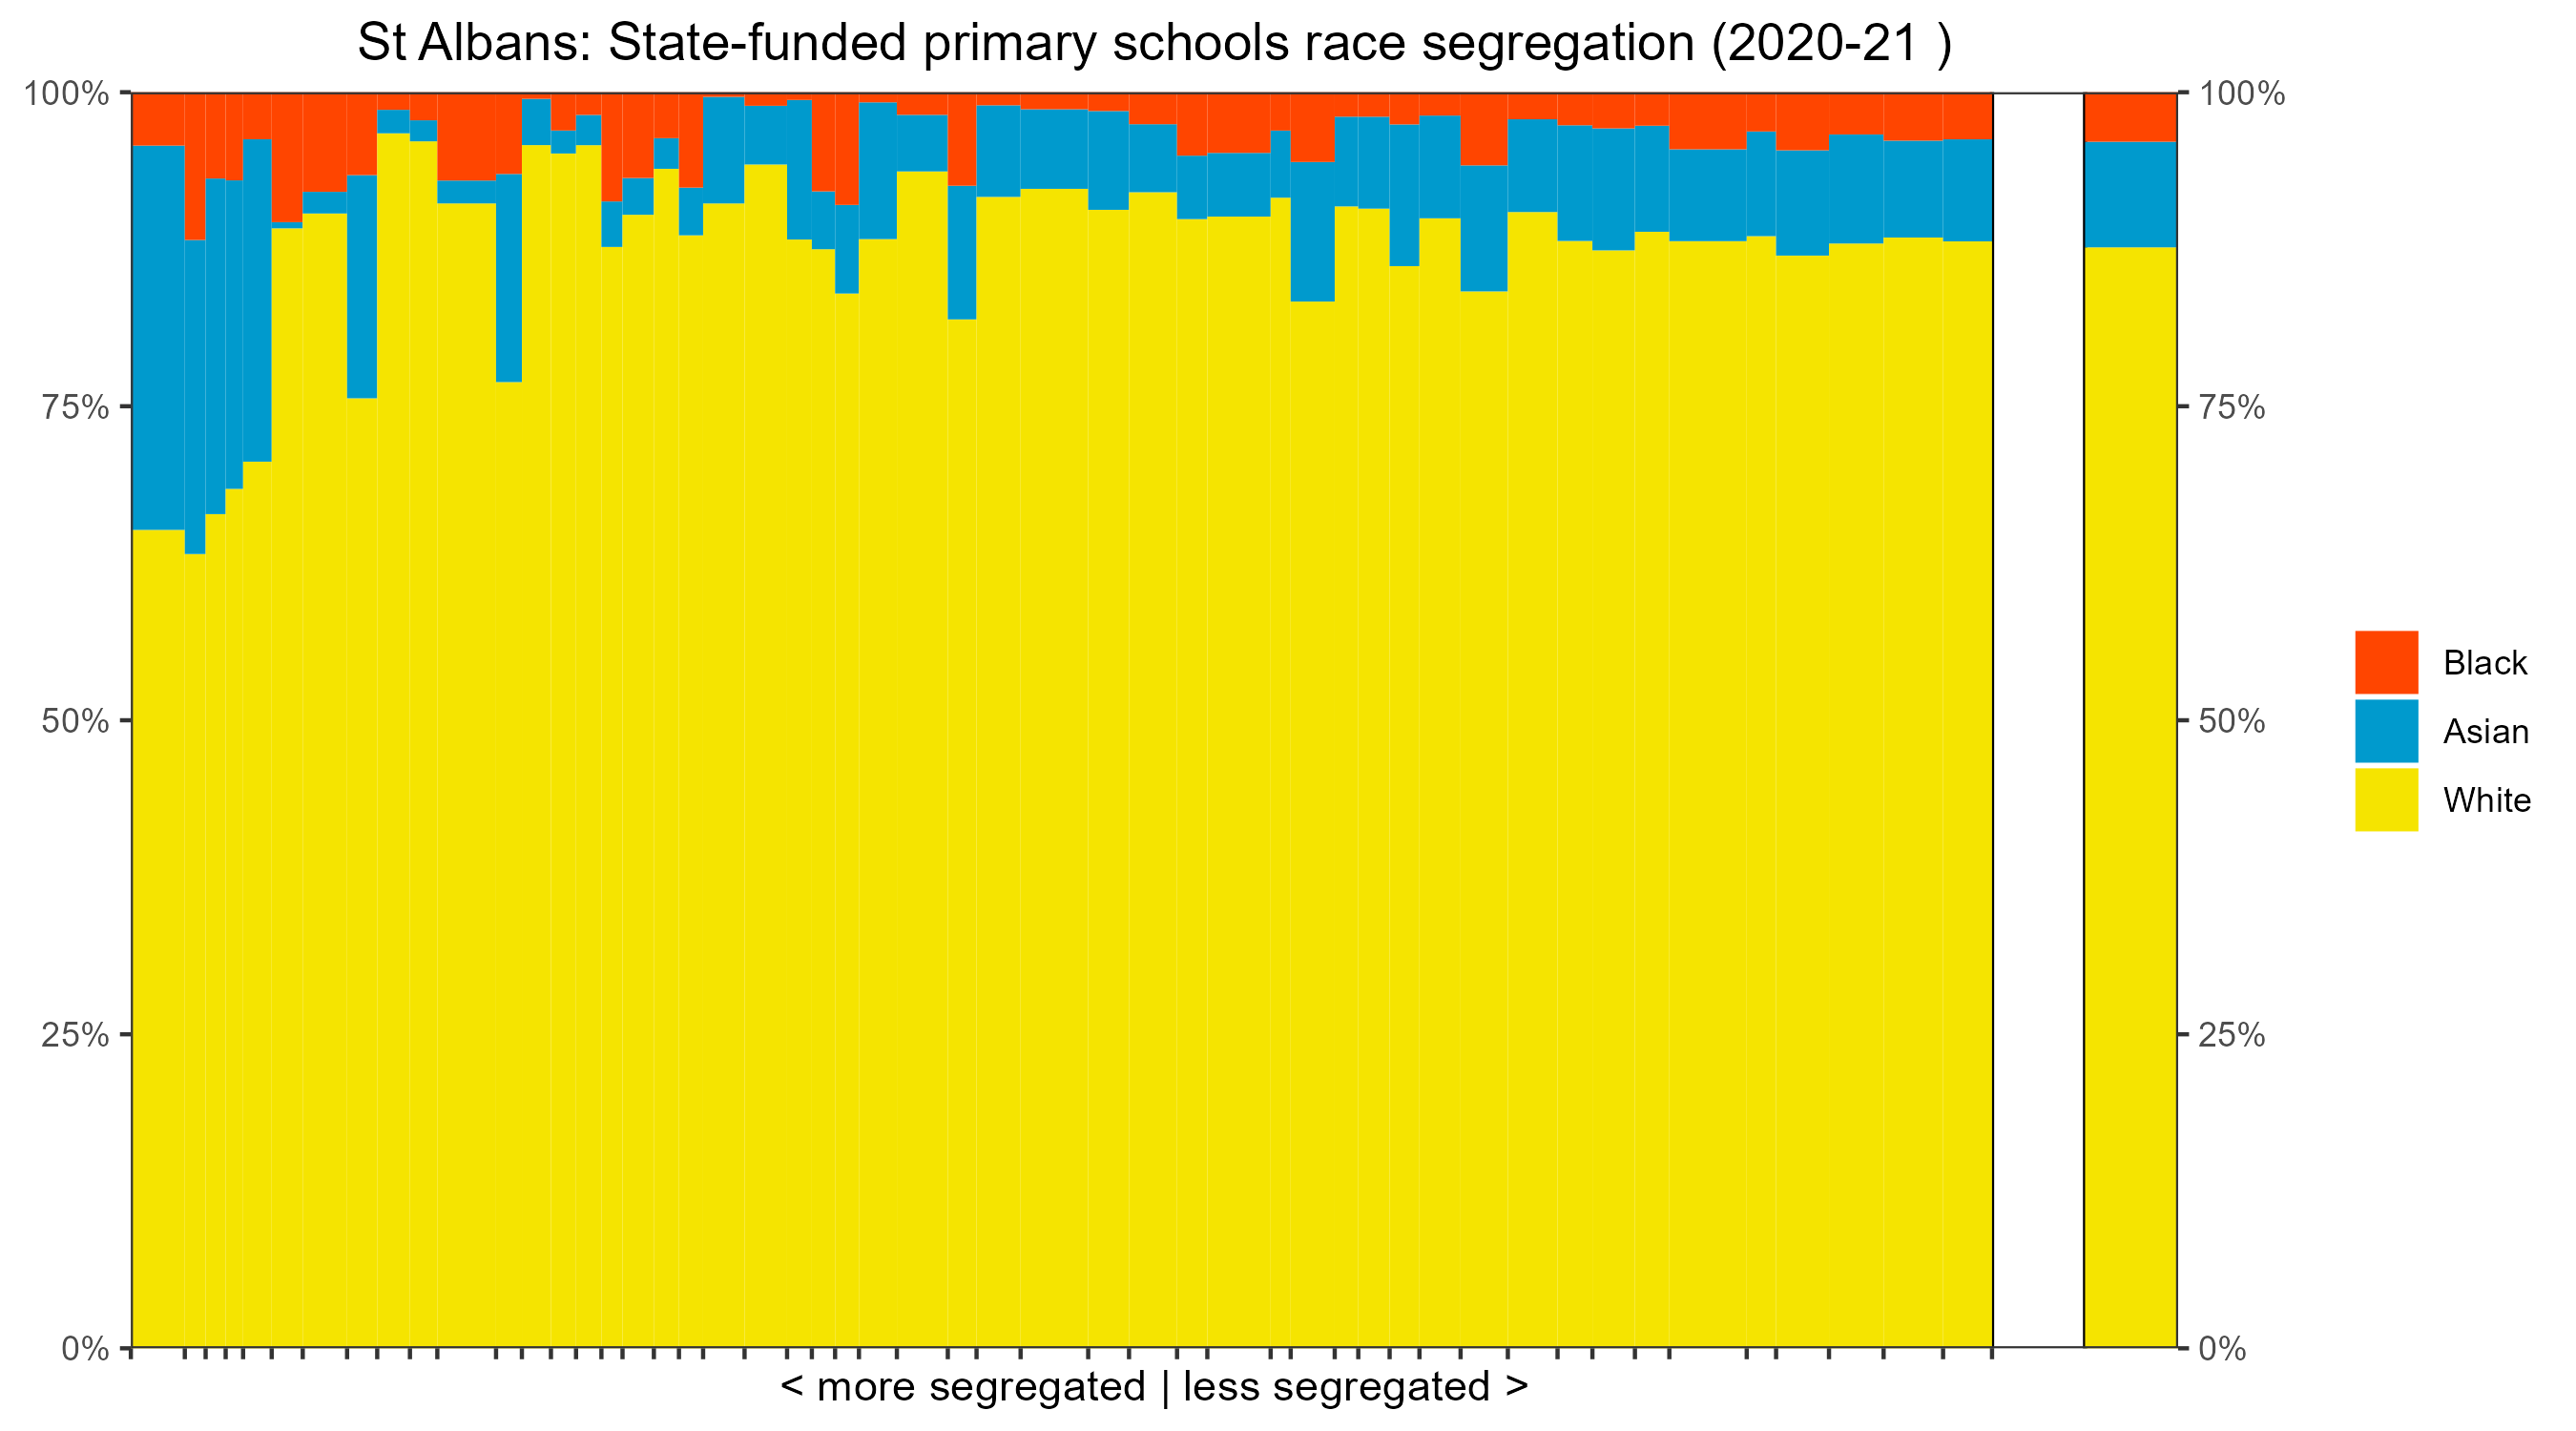 St Albans: State-funded primary schools race segregation (2020-21 )
100%
75%
50%
25%
0%
100%
75%
50%
25%
0%
Black
Asian
White
< more segregated | less segregated >